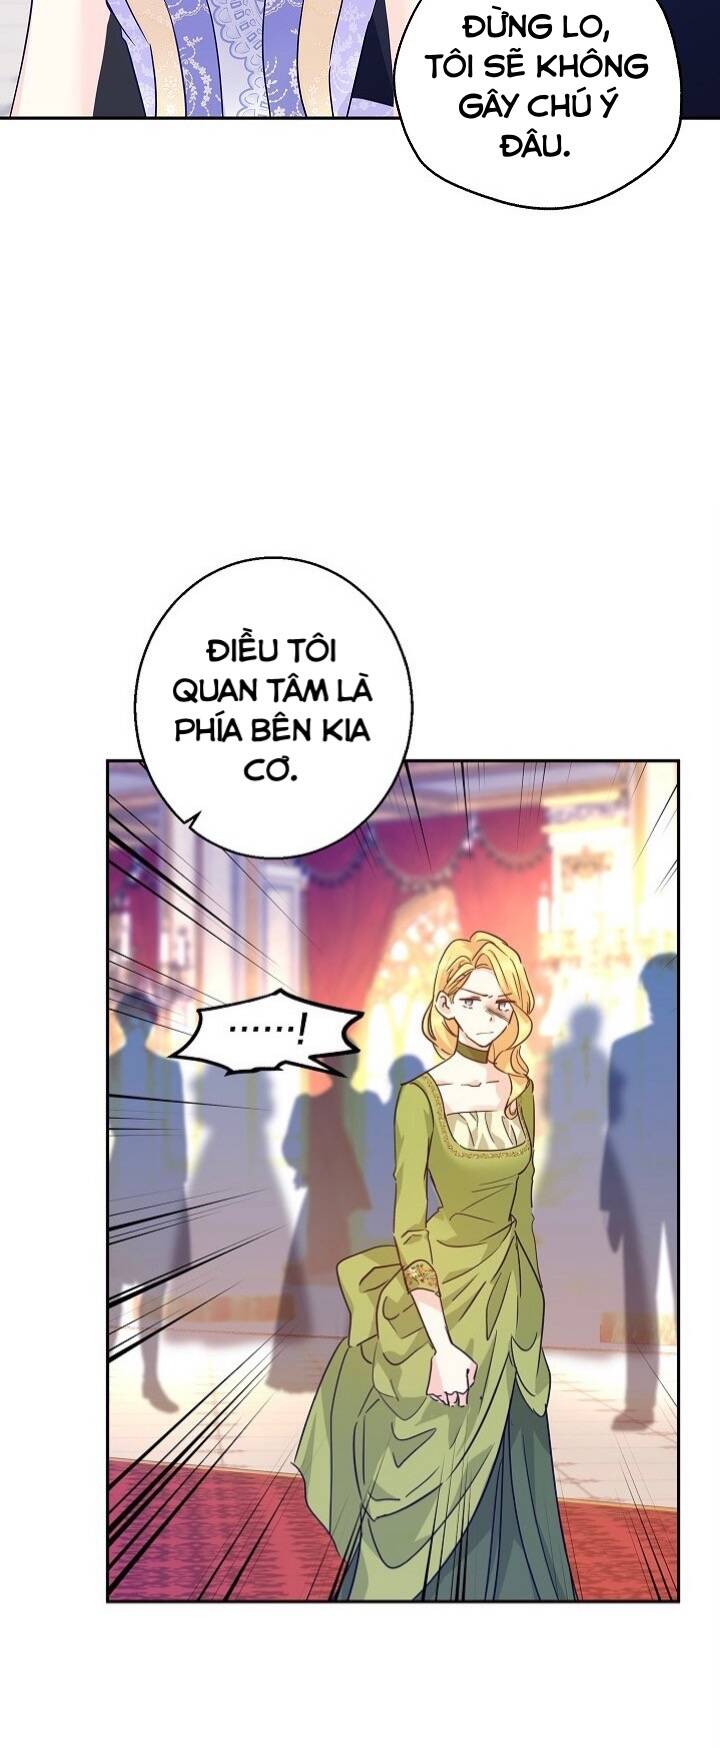 ĐỪNG LO,
TÔI SẼ KHÔNG
GÂY CHÚ Ý
ĐÂU.
ĐIỀU TÔI
QUAN TÂM LÀ
PHÍA BÊN KIA
CƠ.
......!